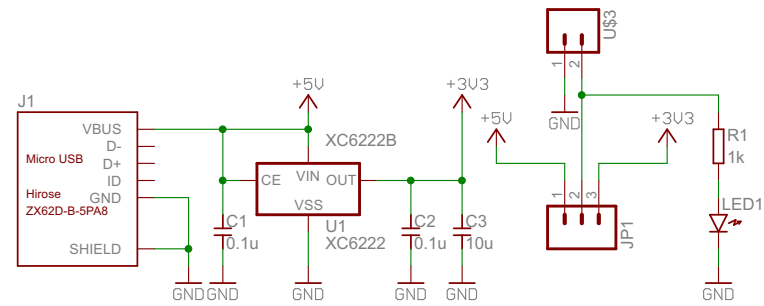 J1
VBUS
D-
D+
ID
GND
SHIELD
Micro USB
Hirose
ZX62D-B-5PA8
GND
GND
C1
0.1u
+5V
XC6222B
CE
VIN
OUT
VSS
U1
XC6222
GND
+3V3
C2
0.1u
C3
10u
GND
GND
U$3
1
2
GND
+5V
+3V3
1
2
3
JP1
R1
1k
LED1
GND